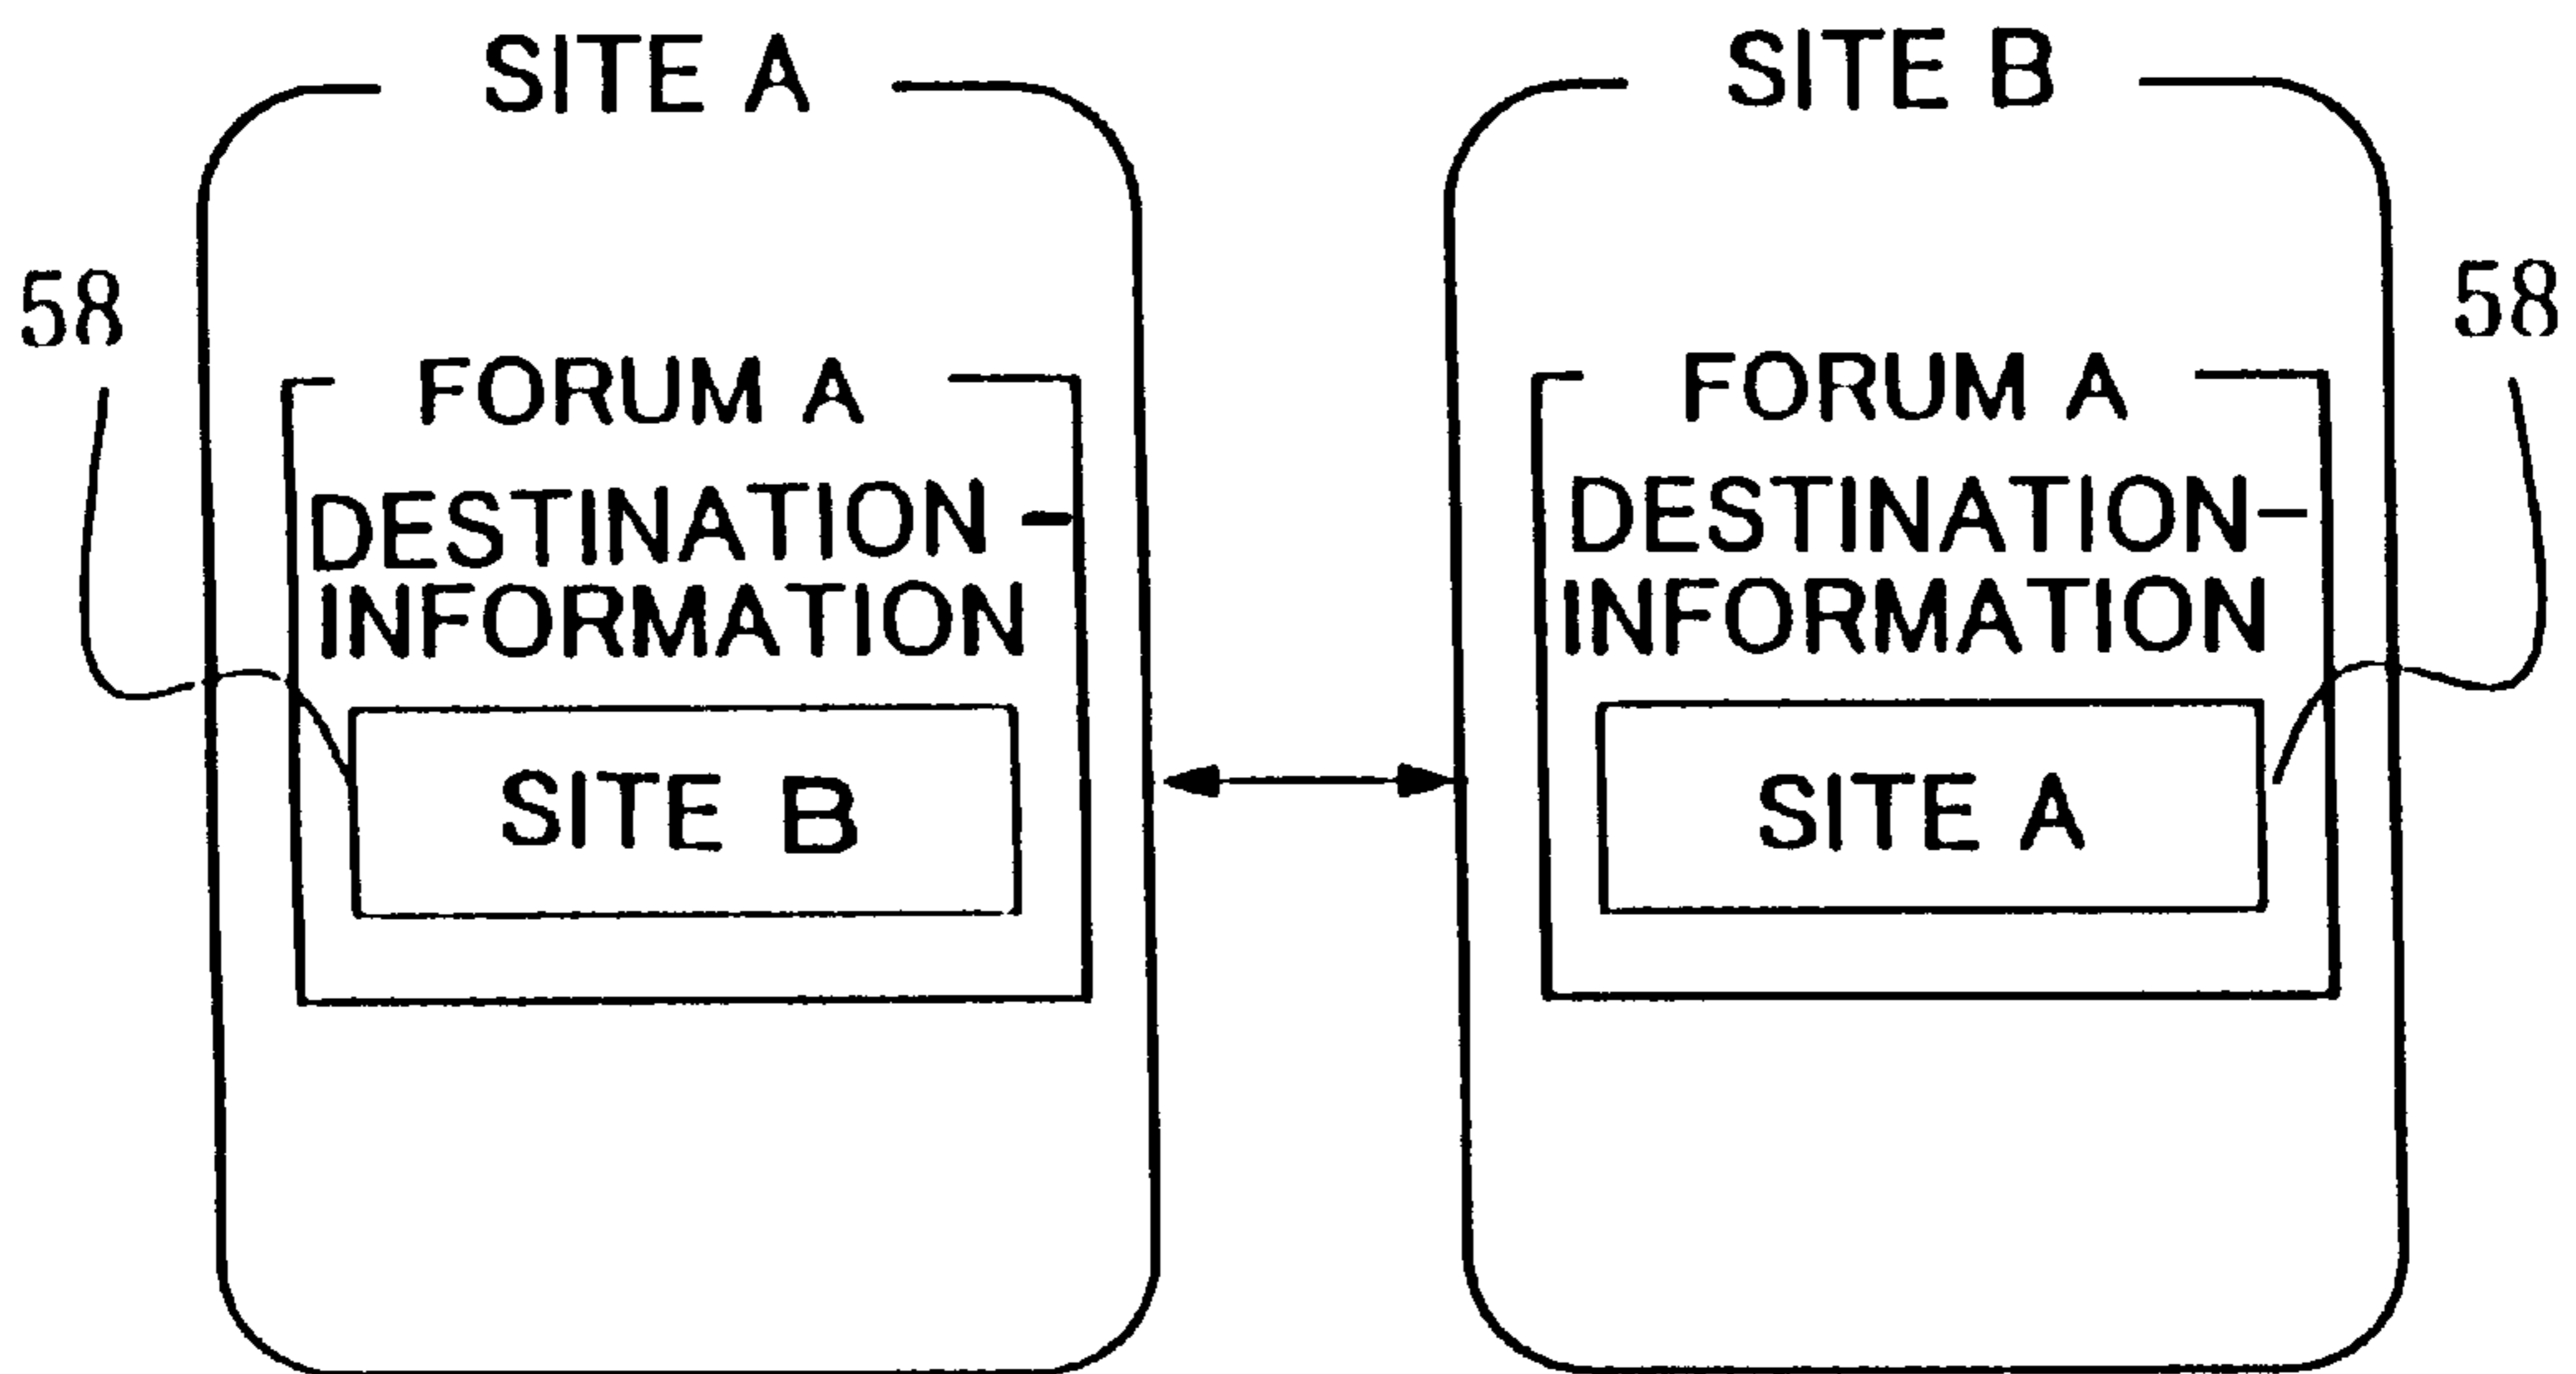 SITE A
58
FORUM A
DESTINATION-
INFORMATION
SITE B
SITE B
58
FORUM A
DESTINATION-
INFORMATION
SITE A